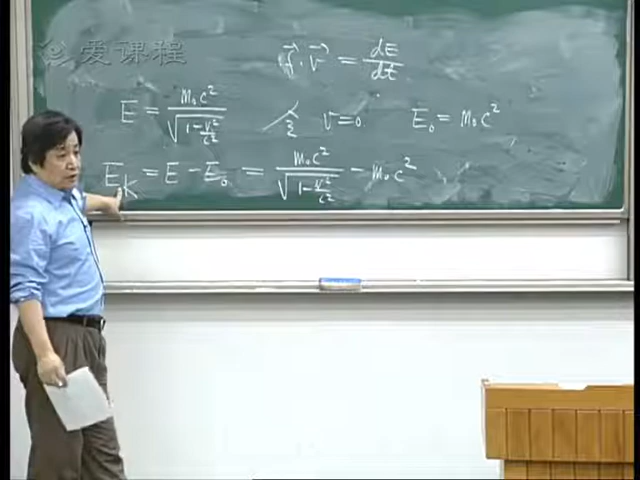 爱课程
f⃗·v⃗ = dE/dt
E = m₀c²/√(1-v²/c²) 令 v=0 E₀ = m₀c²
E_K = E - E₀ = m₀c²/√(1-v²/c²) - m₀c²